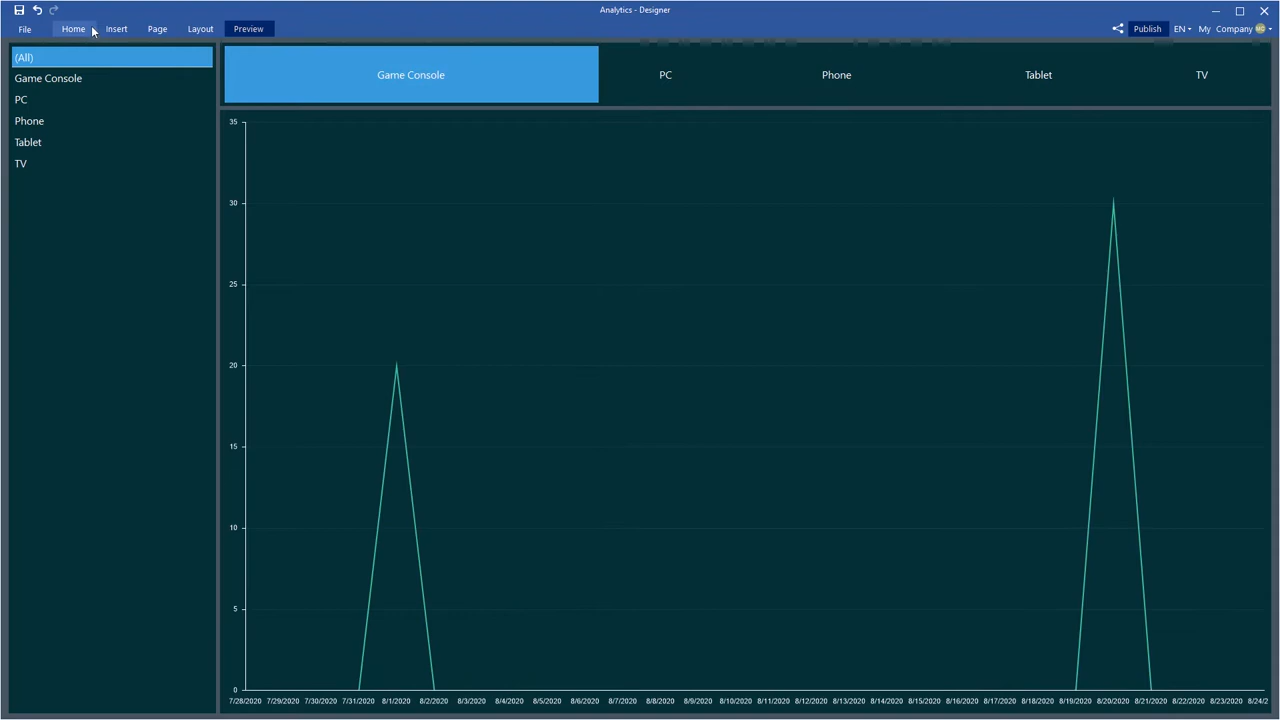 Analytics - Designer
File Home Insert Page Layout Preview Publish EN My Company
(All)
Game Console
PC
Phone
Tablet
TV
Game Console PC Phone Tablet TV
35
30
25
20
15
10
5
0
7/28/2020 7/29/2020 7/30/2020 7/31/2020 8/1/2020 8/2/2020 8/3/2020 8/4/2020 8/5/2020 8/6/2020 8/7/2020 8/8/2020 8/9/2020 8/10/2020 8/11/2020 8/12/2020 8/13/2020 8/14/2020 8/15/2020 8/16/2020 8/17/2020 8/18/2020 8/19/2020 8/20/2020 8/21/2020 8/22/2020 8/23/2020 8/24/2